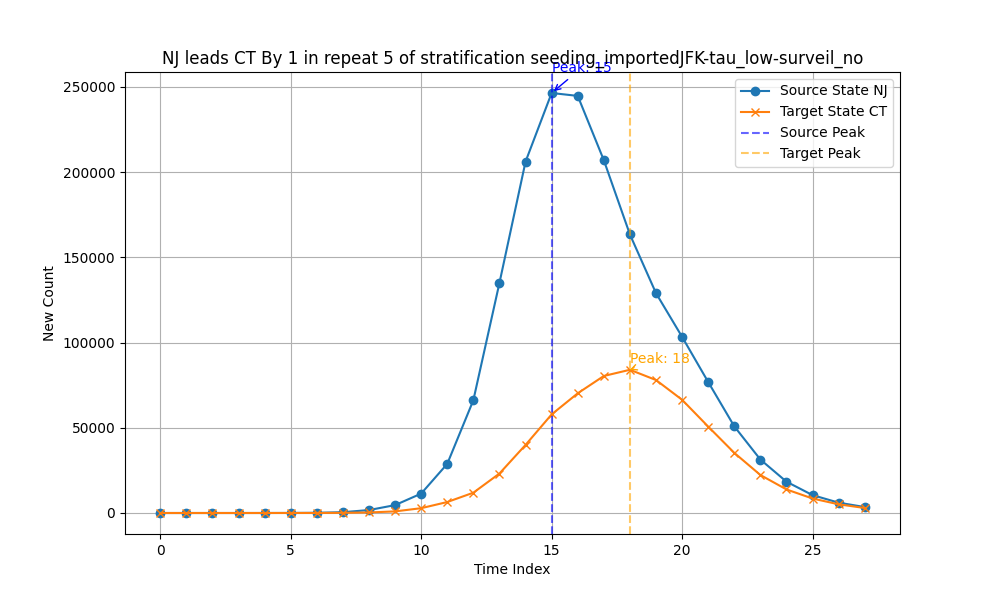 NJ leads CT By 1 in repeat 5 of stratification seeding_importedJFK-tau_low-surveil_no
Peak: 15
250000
200000
150000
100000
50000
0
New Count
Source State NJ
Target State CT
Source Peak
Target Peak
Peak: 18
0
5
10
15
20
25
Time Index